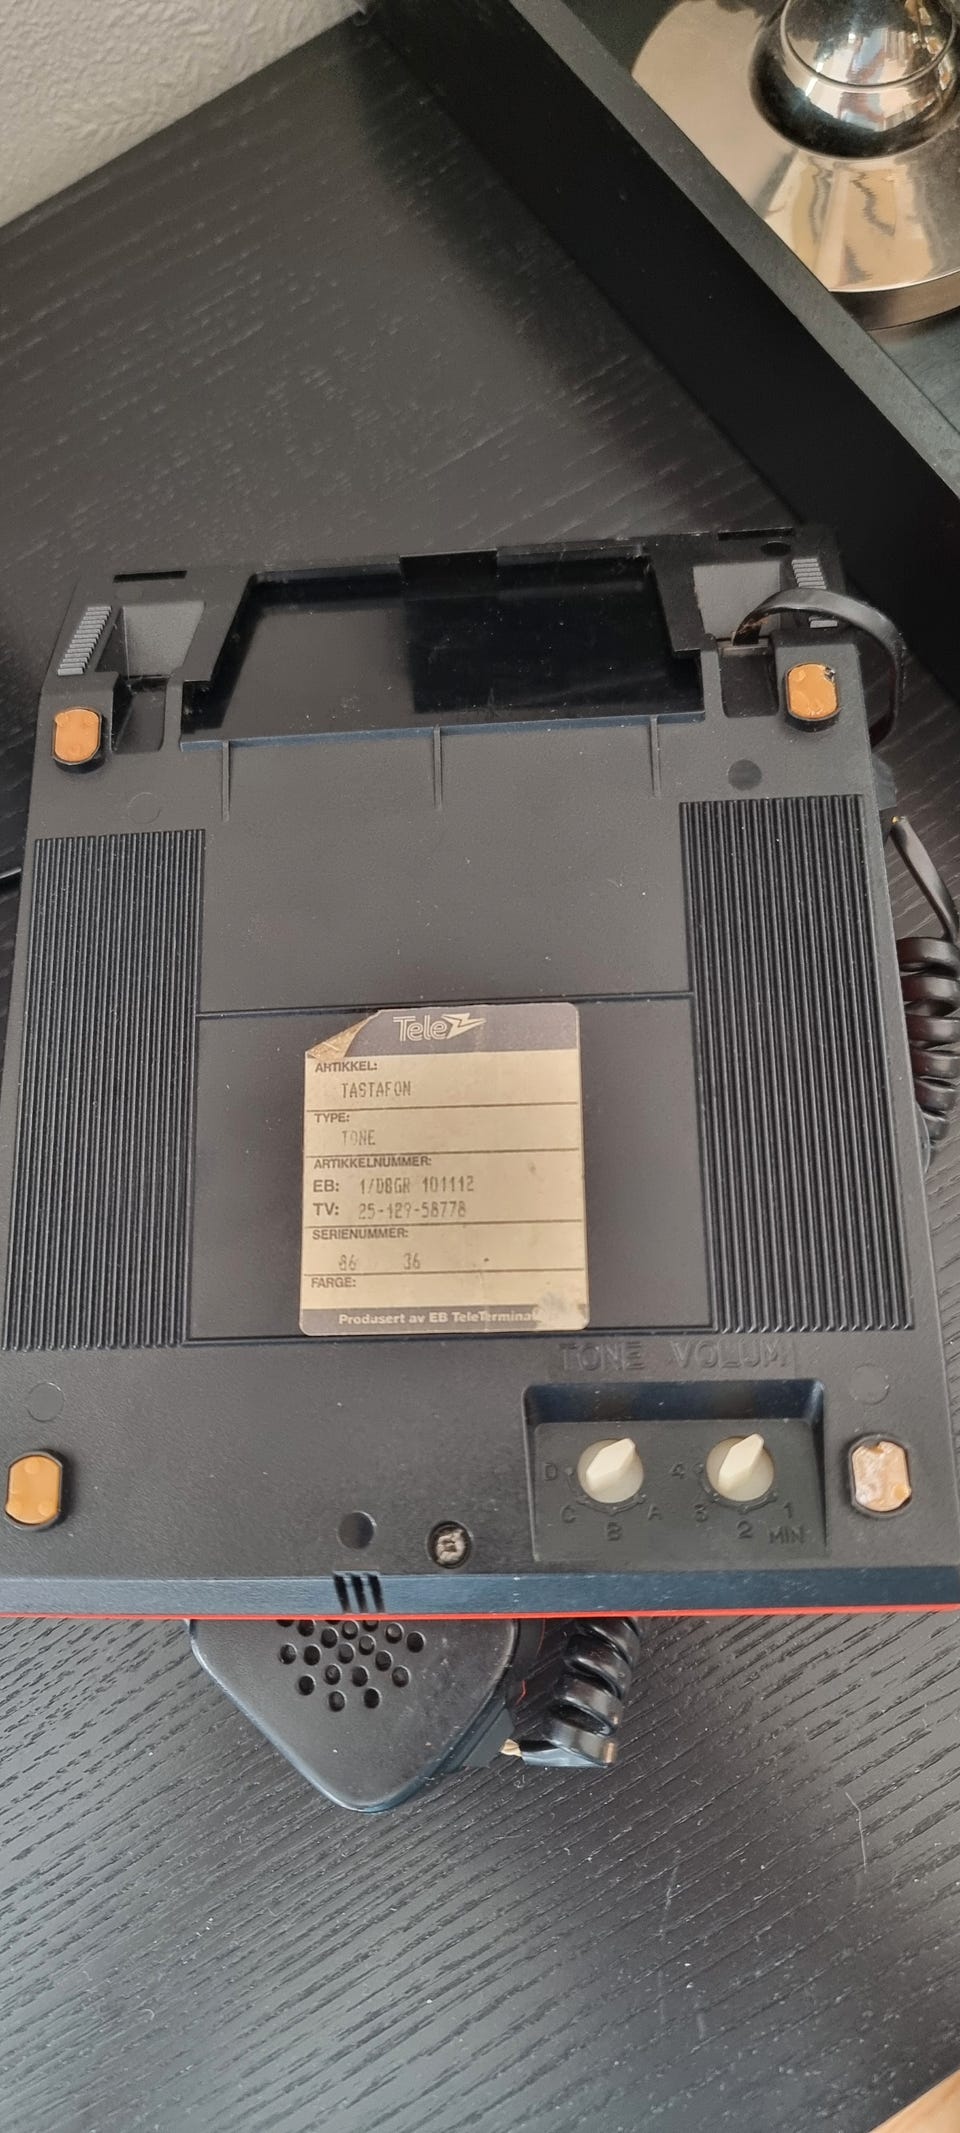 Tele
ARTIKKEL:
TASTAFON
TYPE:
TONE
ARTIKKELNUMMER:
EB: 1/DBGR 101112
TV: 25-129-58778
SERIENUMMER:
86 36
FARGE:
Produsert av EB TeleTerminal
TONE VOLUM
D C B A
4 3 2 1
MIN